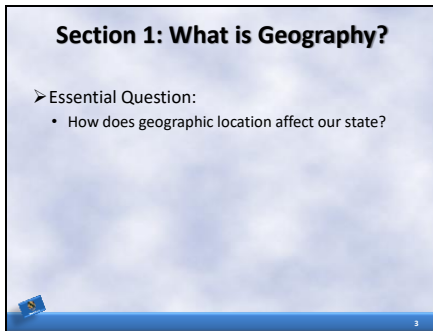 Section 1: What is Geography?
➢Essential Question:
• How does geographic location affect our state?
3